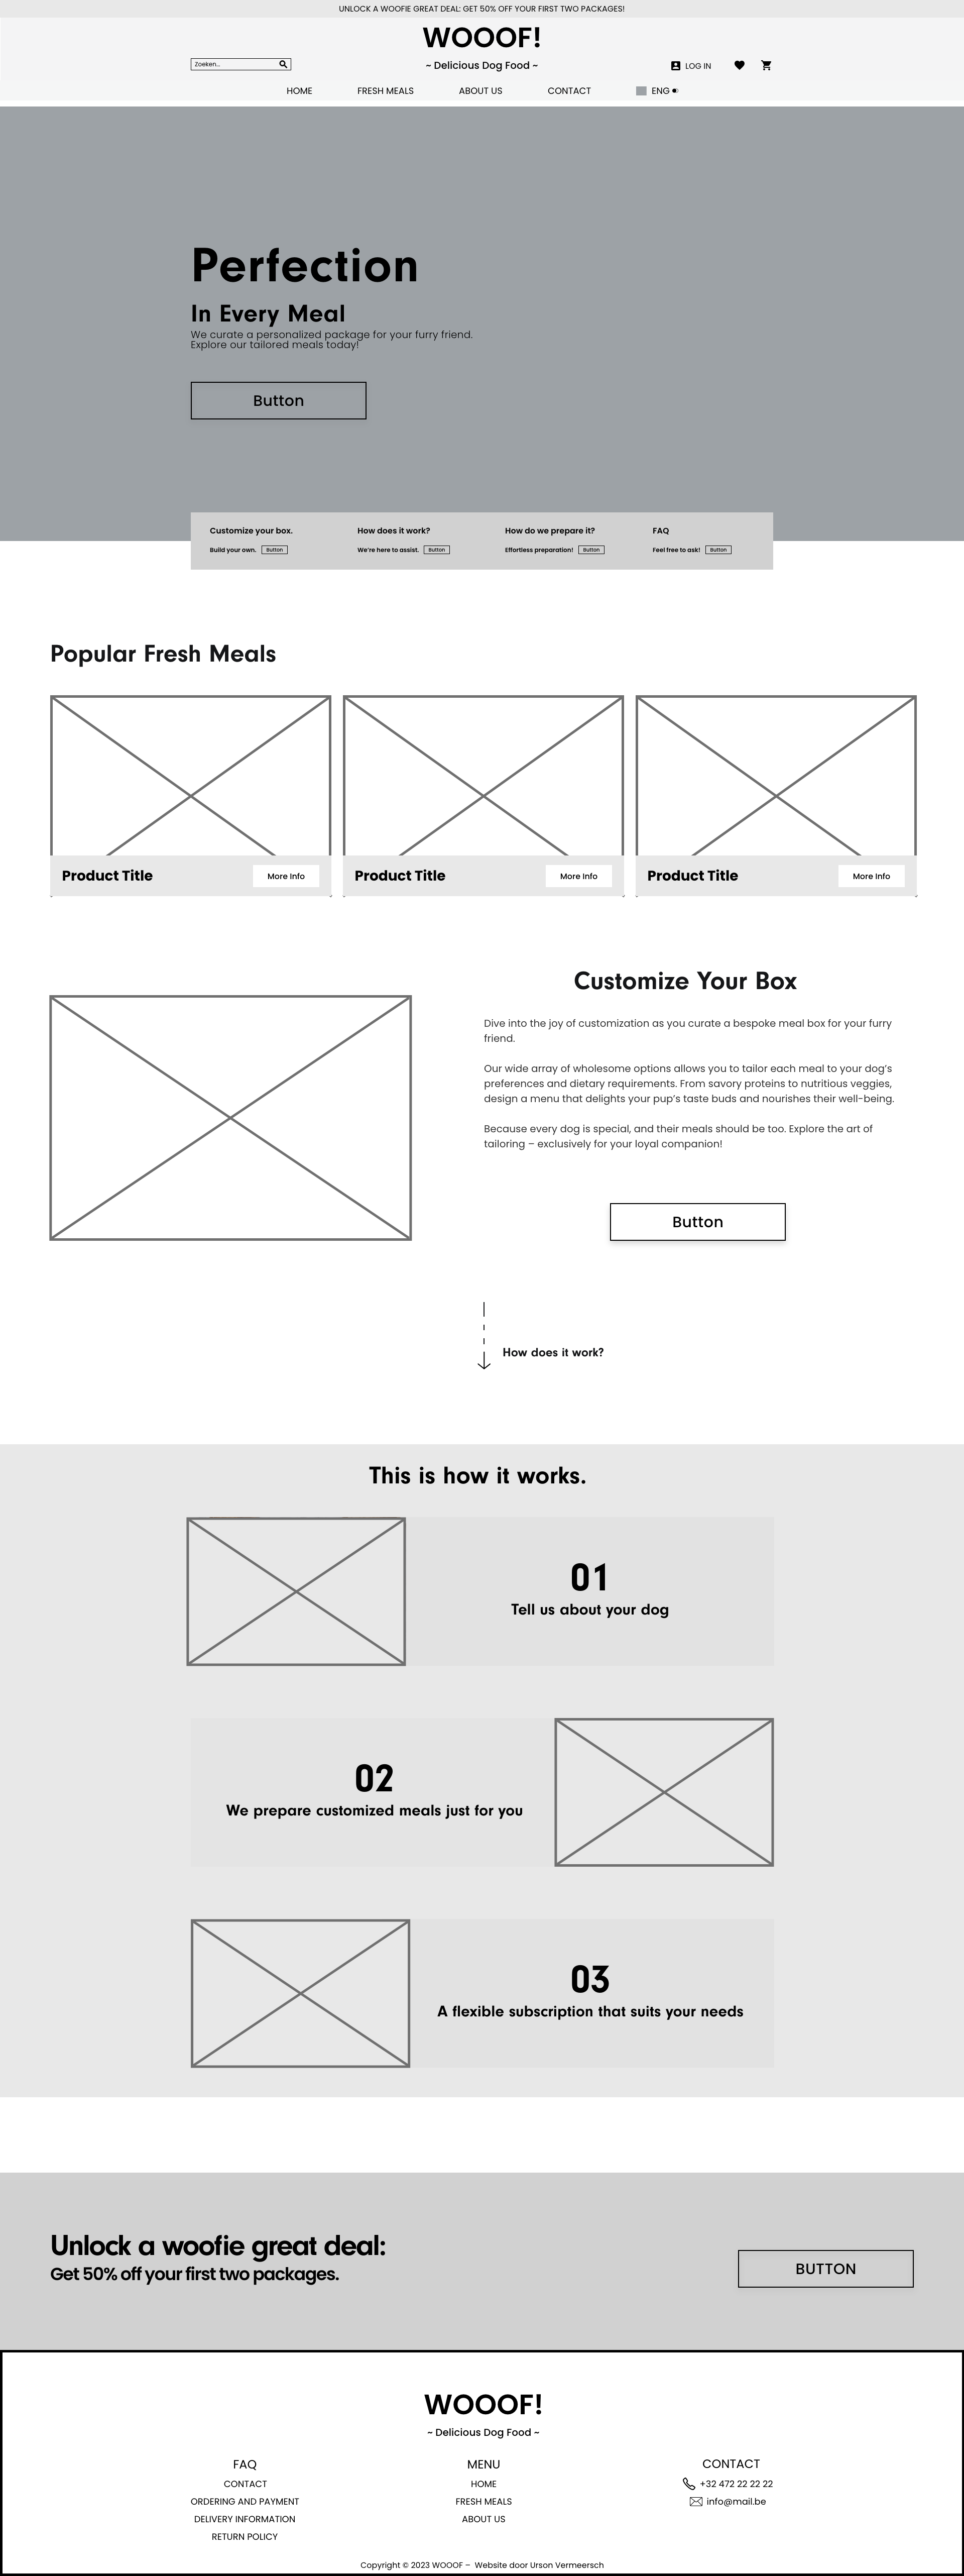 UNLOCK A WOOFIE GREAT DEAL: GET 50% OFF YOUR FIRST TWO PACKAGES!
WOOOF!
~ Delicious Dog Food ~
Zoeken...
LOG IN
HOME FRESH MEALS ABOUT US CONTACT ENG
Perfection
In Every Meal
We curate a personalized package for your furry friend.
Explore our tailored meals today!
Button
Customize your box. How does it work? How do we prepare it? FAQ
Build your own. Button We're here to assist. Button Effortless preparation! Button Feel free to ask! Button
Popular Fresh Meals
Product Title More Info Product Title More Info Product Title More Info
Customize Your Box
Dive into the joy of customization as you curate a bespoke meal box for your furry
friend.
Our wide array of wholesome options allows you to tailor each meal to your dog's
preferences and dietary requirements. From savory proteins to nutritious veggies,
design a menu that delights your pup's taste buds and nourishes their well-being.
Because every dog is special, and their meals should be too. Explore the art of
tailoring – exclusively for your loyal companion!
Button
How does it work?
This is how it works.
01
Tell us about your dog
02
We prepare customized meals just for you
03
A flexible subscription that suits your needs
Unlock a woofie great deal:
Get 50% off your first two packages.
BUTTON
WOOOF!
~ Delicious Dog Food ~
FAQ
CONTACT
ORDERING AND PAYMENT
DELIVERY INFORMATION
RETURN POLICY
MENU
HOME
FRESH MEALS
ABOUT US
CONTACT
+32 472 22 22 22
info@mail.be
Copyright © 2023 WOOOF – Website door Urson Vermeersch